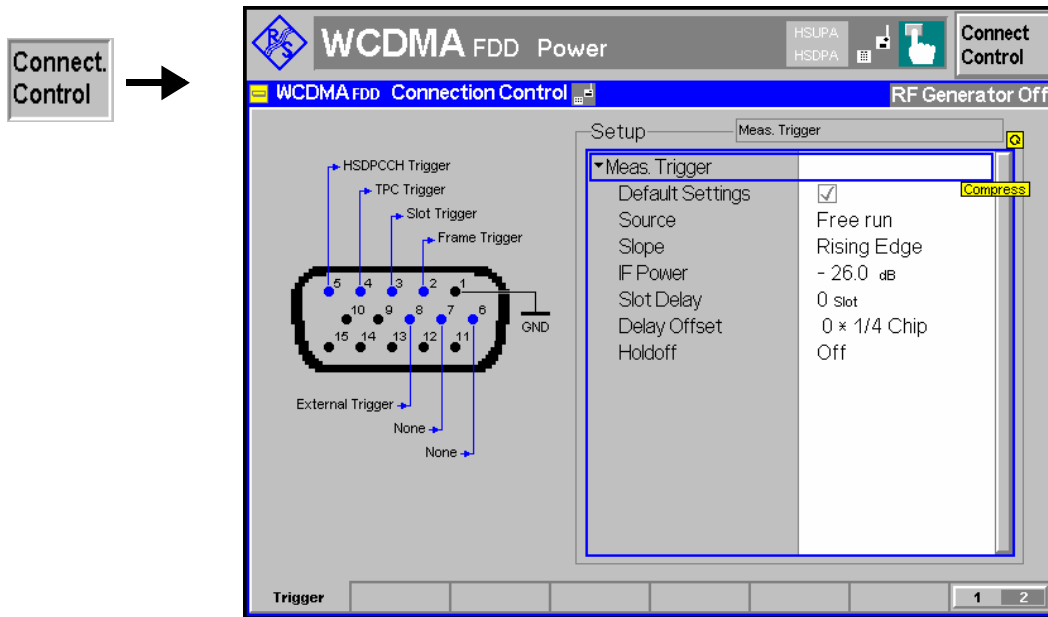 Connect.
Control
R
S
WCDMA FDD Power
HSUPA
HSDPA
Connect
Control
WCDMA FDD Connection Control
RF Generator Off
HSDPCCH Trigger
TPC Trigger
Slot Trigger
Frame Trigger
5 4 3 2 1
10 9 8 7 6
15 14 13 12 11
GND
External Trigger
None
None
Setup
Meas. Trigger
Meas. Trigger
Compress
Default Settings
Source Free run
Slope Rising Edge
IF Power - 26.0 dB
Slot Delay 0 Slot
Delay Offset 0 * 1/4 Chip
Holdoff Off
Trigger
1 2